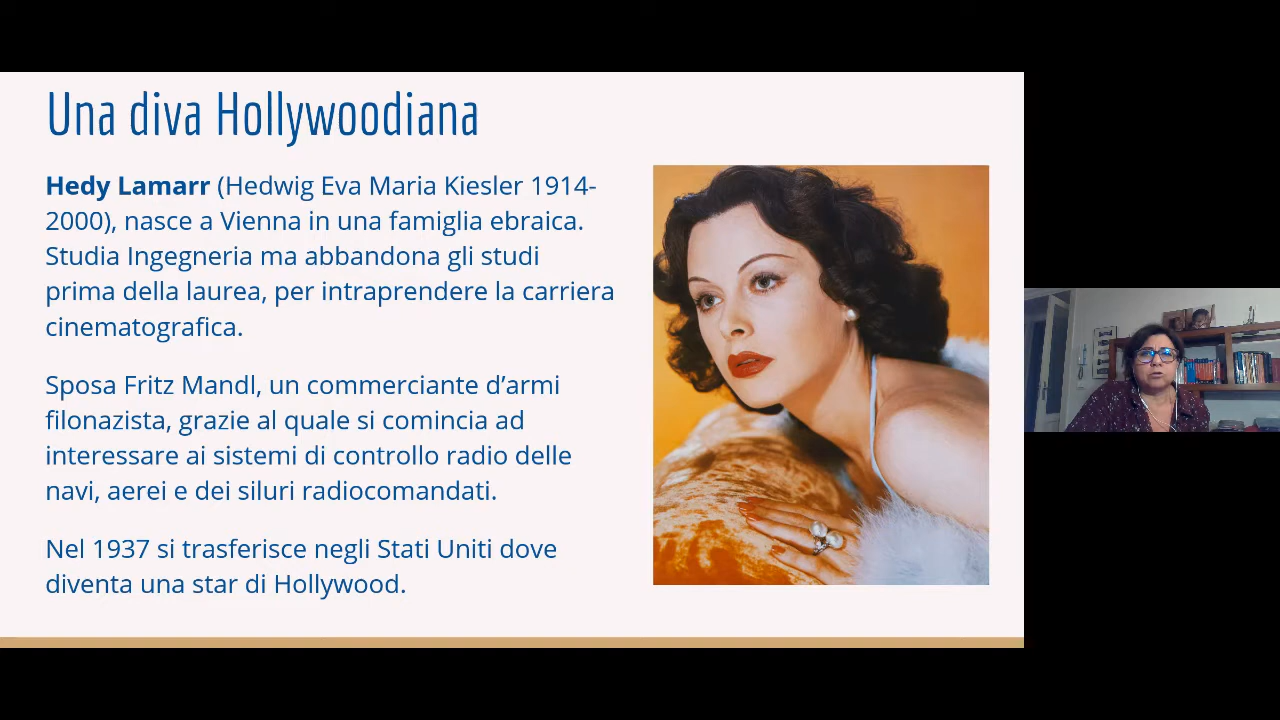 Una diva Hollywoodiana
Hedy Lamarr (Hedwig Eva Maria Kiesler 1914-
2000), nasce a Vienna in una famiglia ebraica.
Studia Ingegneria ma abbandona gli studi
prima della laurea, per intraprendere la carriera
cinematografica.
Sposa Fritz Mandl, un commerciante d’armi
filonazista, grazie al quale si comincia ad
interessare ai sistemi di controllo radio delle
navi, aerei e dei siluri radiocomandati.
Nel 1937 si trasferisce negli Stati Uniti dove
diventa una star di Hollywood.